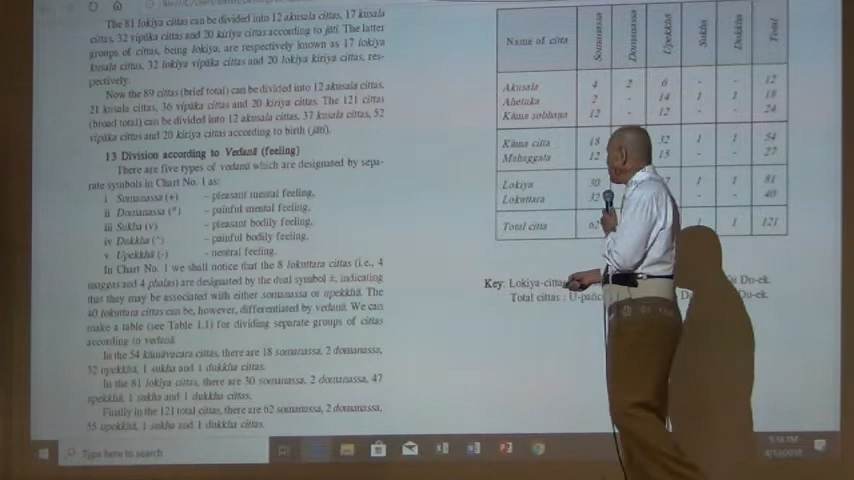 The 81 lokiya cittas can be divided into 12 akusala cittas, 17 kusala
cittas, 32 vipāka cittas and 20 kiriya cittas according to jāti. The latter
groups of cittas, being lokiya, are respectively known as 17 lokiya
kusala cittas, 32 lokiya vipāka cittas and 20 lokiya kiriya cittas, res-
pectively.
Now the 89 cittas (brief total) can be divided into 12 akusala cittas,
21 kusala cittas, 36 vipāka cittas and 20 kiriya cittas. The 121 cittas
(broad total) can be divided into 12 akusala cittas, 37 kusala cittas, 52
vipāka cittas and 20 kiriya cittas according to birth (jāti).
13 Division according to Vedanā (feeling)
There are five types of vedanā which are designated by sepa-
rate symbols in Chart No. 1 as:
i Somanassa (+) – pleasant mental feeling,
ii Domanassa (*) – painful mental feeling,
iii Sukha (v) – pleasant bodily feeling,
iv Dukkha (^) – painful bodily feeling,
v Upekkhā (-) – neutral feeling.
In Chart No. 1 we shall notice that the 8 lokuttara cittas (i.e., 4
maggas and 4 phalas) are designated by the dual symbol ±, indicating
that they may be associated with either somanassa or upekkhā. The
40 lokuttara cittas can be, however, differentiated by vedanā. We can
make a table (see Table 1.1) for dividing separate groups of cittas
according to vedanā
In the 54 kāmāvacara cittas, there are 18 somanassa, 2 domanassa,
32 upekkhā, 1 sukha and 1 dukkha cittas.
In the 81 lokiya cittas, there are 30 somanassa, 2 domanassa, 47
upekkhā, 1 sukha and 1 dukkha cittas.
Finally in the 121 total cittas, there are 62 somanassa, 2 domanassa,
55 upekkhā, 1 sukha and 1 dukkha cittas.
Name of citta Somanassa Domanassa Upekkhā Sukha Dukkha Total
Akusala 4 2 6 - - 12
Ahetuka 2 - 14 1 1 18
Kāma sobhaṇa 12 - 12 - - 24
Kāma citta 18 32 1 1 54
Mahaggata 12 15 - - 27
Lokiya 30 7 1 1 81
Lokuttara 32 - - 40
Total citta 62 1 1 121
Key: Lokiya-cittas Du-ek.
Total cittas : U-pañc Du-ek.
Type here to search